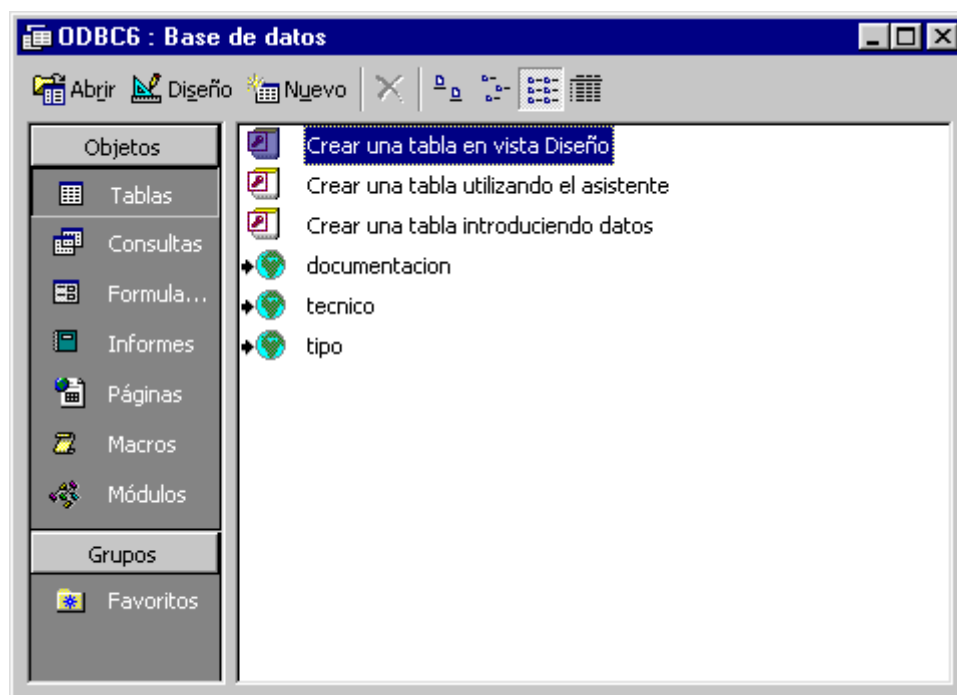 ODBC6 : Base de datos
Abrir Diseño Nuevo
Objetos
Tablas
Consultas
Formula...
Informes
Páginas
Macros
Módulos
Grupos
Favoritos
Crear una tabla en vista Diseño
Crear una tabla utilizando el asistente
Crear una tabla introduciendo datos
documentacion
tecnico
tipo